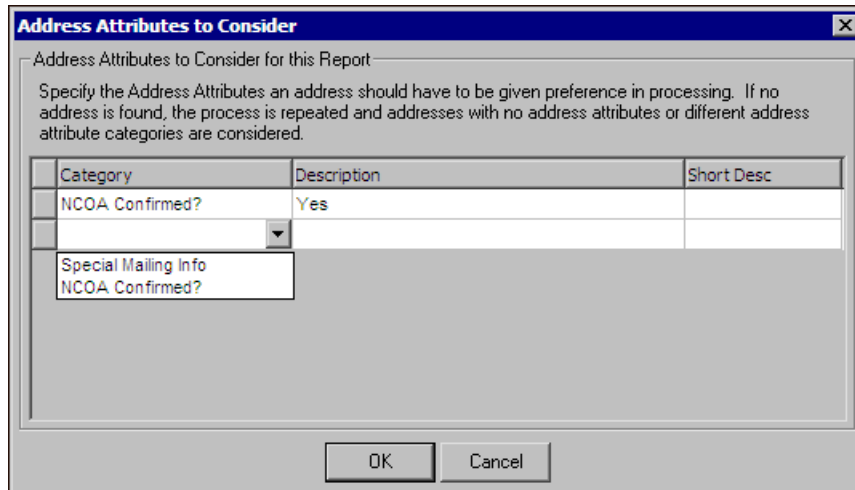 Address Attributes to Consider
Address Attributes to Consider for this Report
Specify the Address Attributes an address should have to be given preference in processing. If no
address is found, the process is repeated and addresses with no address attributes or different address
attribute categories are considered.
Category Description Short Desc
NCOA Confirmed? Yes
Special Mailing Info
NCOA Confirmed?
OK Cancel